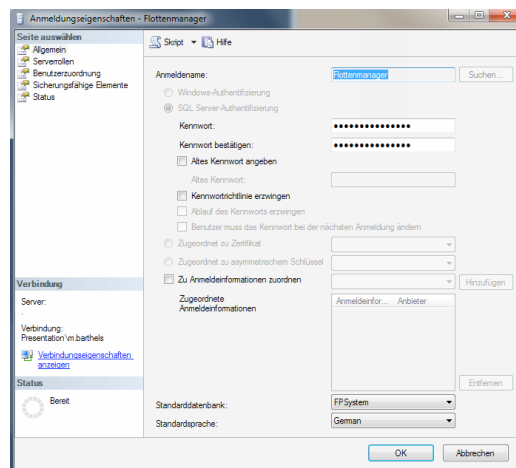 Anmeldungseigenschaften - Flottenmanager
Seite auswählen
Allgemein
Serverrollen
Benutzerzuordnung
Sicherungsfähige Elemente
Status
Skript
Hilfe
Anmeldename:
Flottenmanager
Suchen...
Windows-Authentifizierung
SQL Server-Authentifizierung
Kennwort:
●●●●●●●●●●●●●●●
Kennwort bestätigen:
●●●●●●●●●●●●●●●
Altes Kennwort angeben
Altes Kennwort:
Kennwortrichtlinie erzwingen
Ablauf des Kennworts erzwingen
Benutzer muss das Kennwort bei der nächsten Anmeldung ändern
Zugeordnet zu Zertifikat
Zugeordnet zu asymmetrischem Schlüssel
Zu Anmeldeinformationen zuordnen
Hinzufügen
Zugeordnete
Anmeldeinformationen
Anmeldeinfor... Anbieter
Entfernen
Standarddatenbank:
FPSystem
Standardsprache:
German
Verbindung
Server:
.
Verbindung:
Presentation\m.barthels
Verbindungseigenschaften
anzeigen
Status
Bereit
OK
Abbrechen